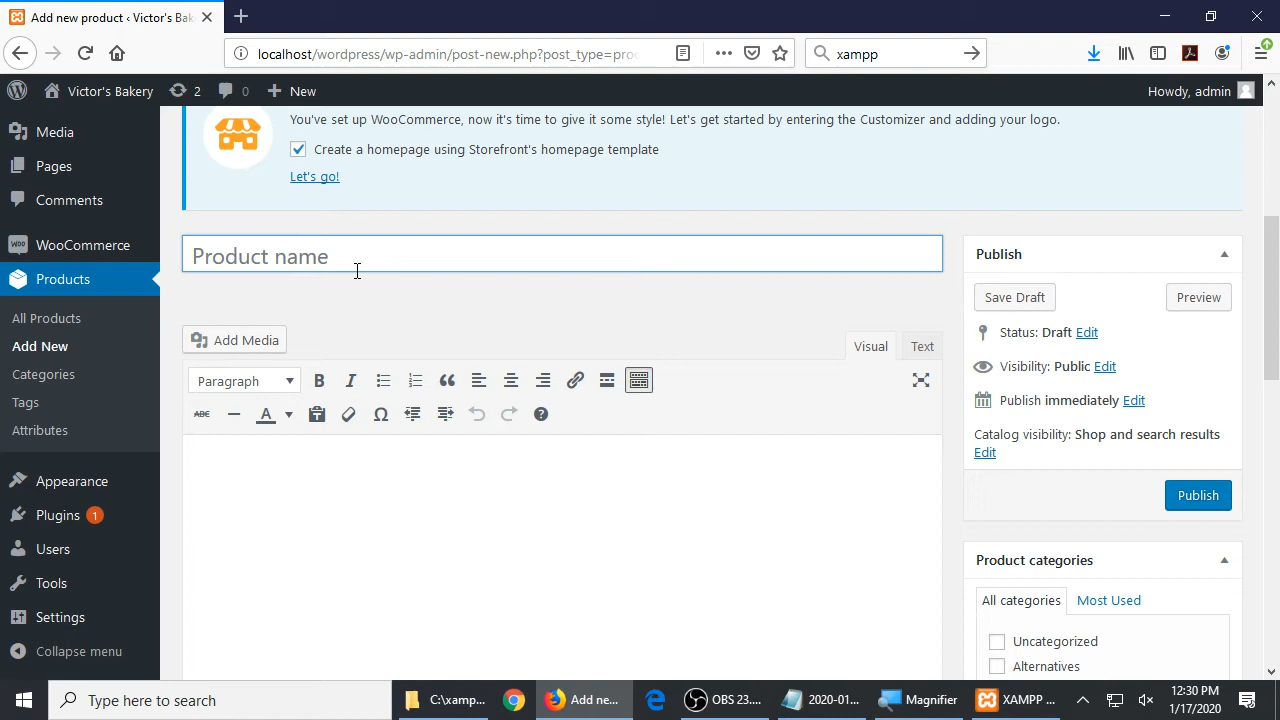 Add new product ‹ Victor's Bak
localhost/wordpress/wp-admin/post-new.php?post_type=pro
xampp
Victor's Bakery
2
0
New
Howdy, admin
Media
Pages
Comments
WooCommerce
Products
All Products
Add New
Categories
Tags
Attributes
Appearance
Plugins 1
Users
Tools
Settings
Collapse menu
You've set up WooCommerce, now it's time to give it some style! Let's get started by entering the Customizer and adding your logo.
Create a homepage using Storefront's homepage template
Let's go!
Product name
Add Media
Visual
Text
Paragraph
B
I
ABC
A
Publish
Save Draft
Preview
Status: Draft Edit
Visibility: Public Edit
Publish immediately Edit
Catalog visibility: Shop and search results
Edit
Publish
Product categories
All categories
Most Used
Uncategorized
Alternatives
Type here to search
C:\xamp...
Add ne...
OBS 23....
2020-01...
Magnifier
XAMPP ...
12:30 PM
1/17/2020